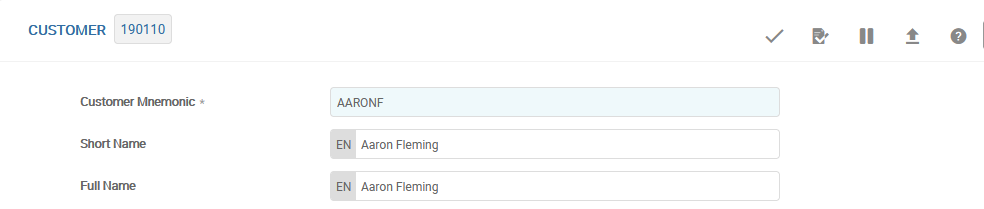 CUSTOMER 190110
Customer Mnemonic * AARONF
Short Name EN Aaron Fleming
Full Name EN Aaron Fleming